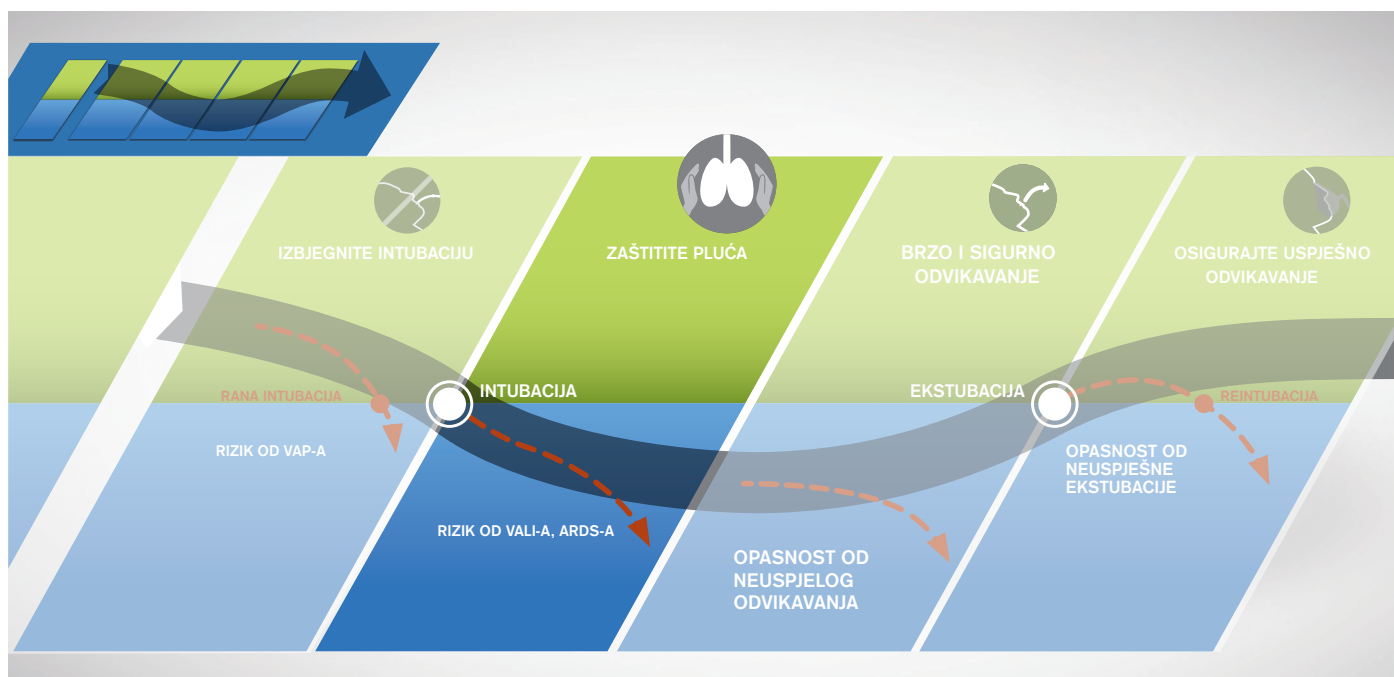 IZBJEGNITE INTUBACIJU
ZAŠTITITE PLUĆA
BRZO I SIGURNO
ODVIKAVANJE
OSIGURAJTE USPJEŠNO
ODVIKAVANJE
RANA INTUBACIJA
INTUBACIJA
EKSTUBACIJA
REINTUBACIJA
RIZIK OD VAP-A
OPASNOST OD
NEUSPJEŠNE
EKSTUBACIJE
RIZIK OD VALI-A, ARDS-A
OPASNOST OD
NEUSPJELOG
ODVIKAVANJA